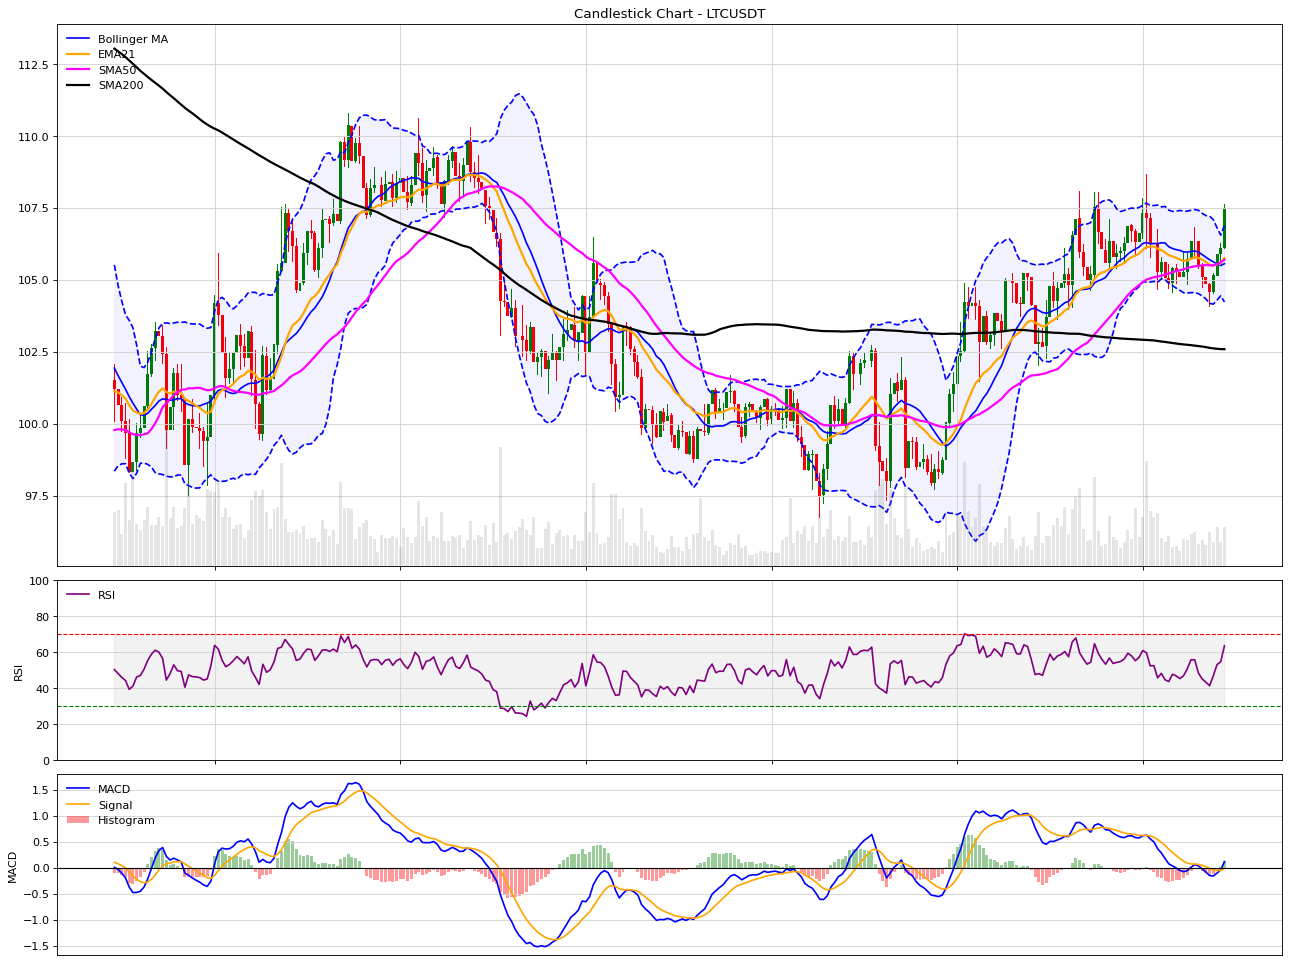 Candlestick Chart - LTCUSDT
Bollinger MA
EMA21
SMA50
SMA200
112.5
110.0
107.5
105.0
102.5
100.0
97.5
RSI
100
80
60
40
20
0
RSI
MACD
Signal
Histogram
1.5
1.0
0.5
0.0
−0.5
−1.0
−1.5
MACD